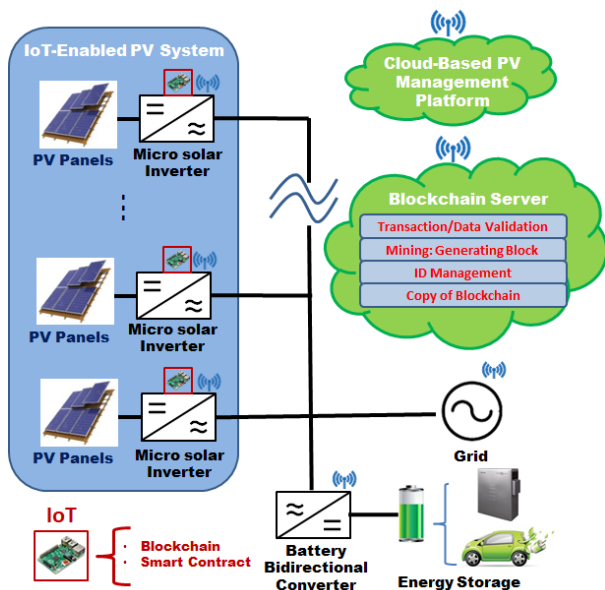 IoT-Enabled PV System
PV Panels
Micro solar
Inverter
PV Panels
Micro solar
Inverter
PV Panels
Micro solar
Inverter
Cloud-Based PV
Management
Platform
Blockchain Server
Transaction/Data Validation
Mining: Generating Block
ID Management
Copy of Blockchain
Grid
IoT
Blockchain
Smart Contract
Battery
Bidirectional
Converter
Energy Storage